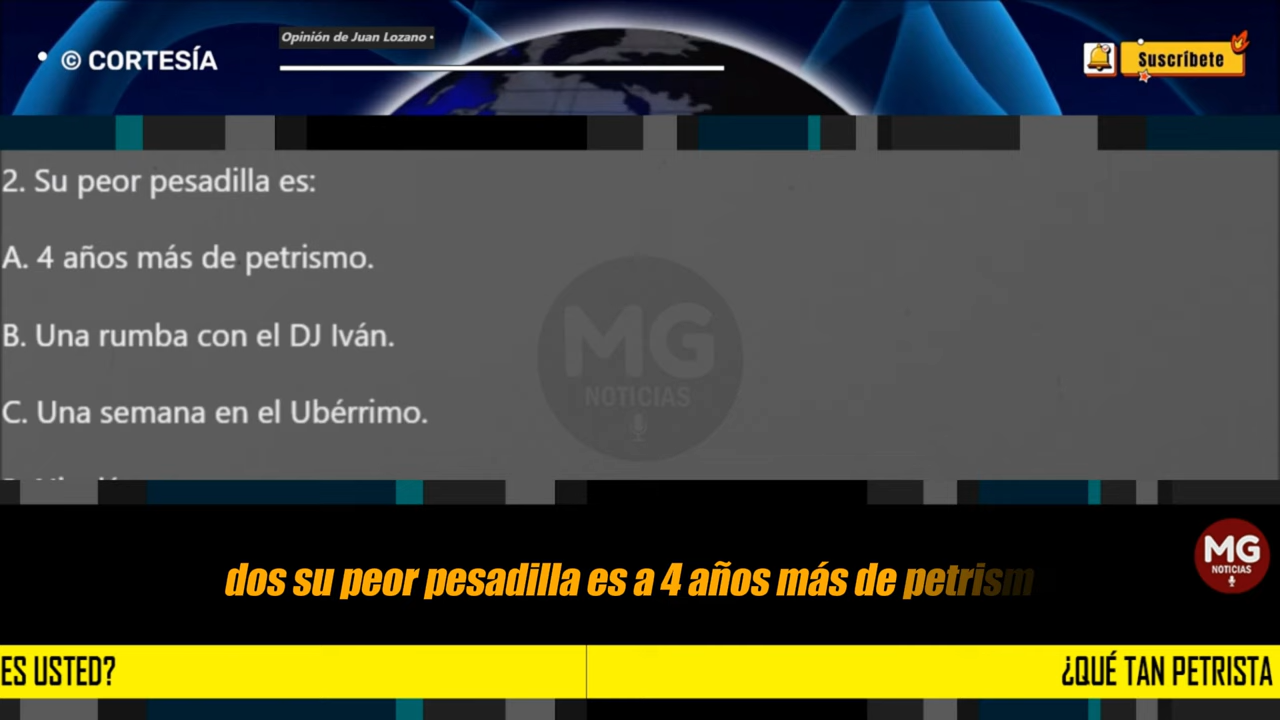 Opinión de Juan Lozano •
• © CORTESÍA
Suscríbete
2. Su peor pesadilla es:
A. 4 años más de petrismo.
B. Una rumba con el DJ Iván.
C. Una semana en el Ubérrimo.
MG
NOTICIAS
dos su peor pesadilla es a 4 años más de petrism
MG
NOTICIAS
ES USTED?
¿QUÉ TAN PETRISTA